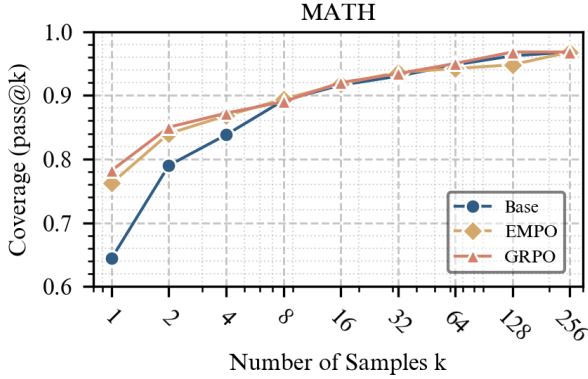 MATH
Coverage (pass@k)
1.0
0.9
0.8
0.7
0.6
Base
EMPO
GRPO
1 2 4 8 16 32 64 128 256
Number of Samples k